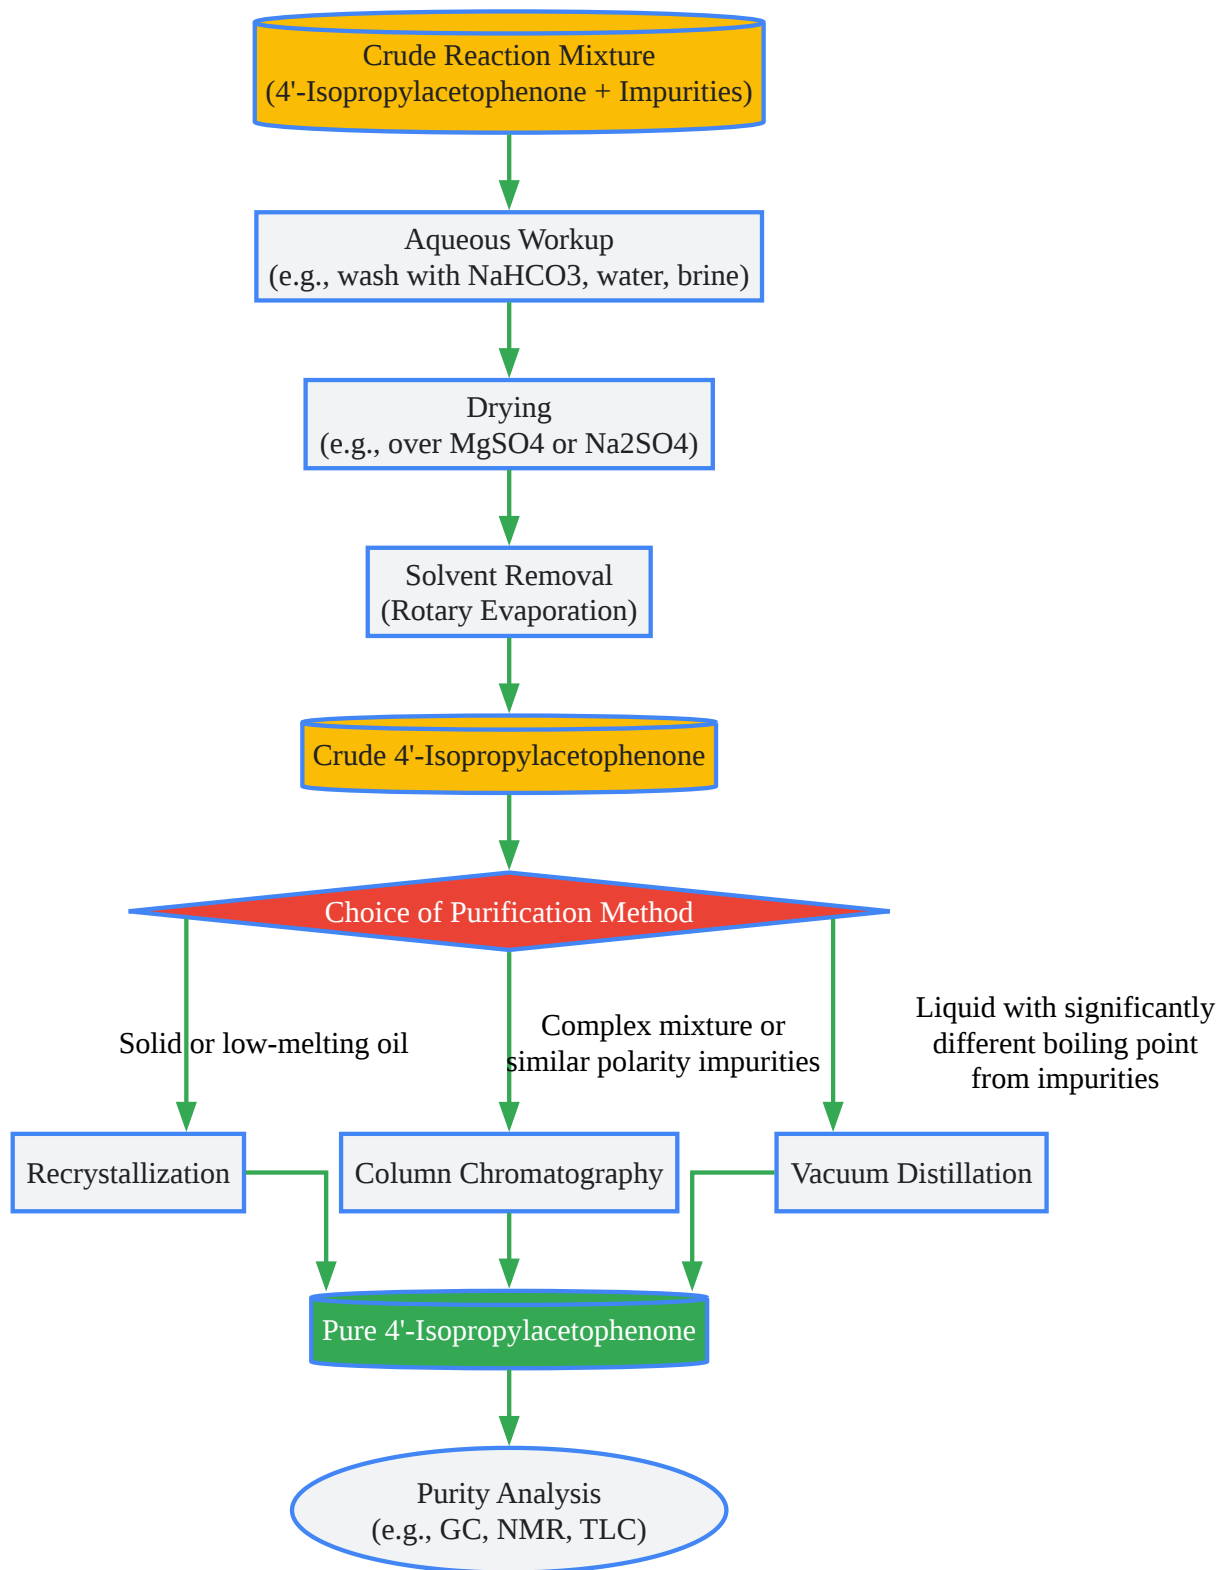 Crude Reaction Mixture
(4'-Isopropylacetophenone + Impurities)
Aqueous Workup
(e.g., wash with NaHCO3, water, brine)
Drying
(e.g., over MgSO4 or Na2SO4)
Solvent Removal
(Rotary Evaporation)
Crude 4'-Isopropylacetophenone
Choice of Purification Method
Solid or low-melting oil
Complex mixture or
similar polarity impurities
Liquid with significantly
different boiling point
from impurities
Recrystallization
Column Chromatography
Vacuum Distillation
Pure 4'-Isopropylacetophenone
Purity Analysis
(e.g., GC, NMR, TLC)